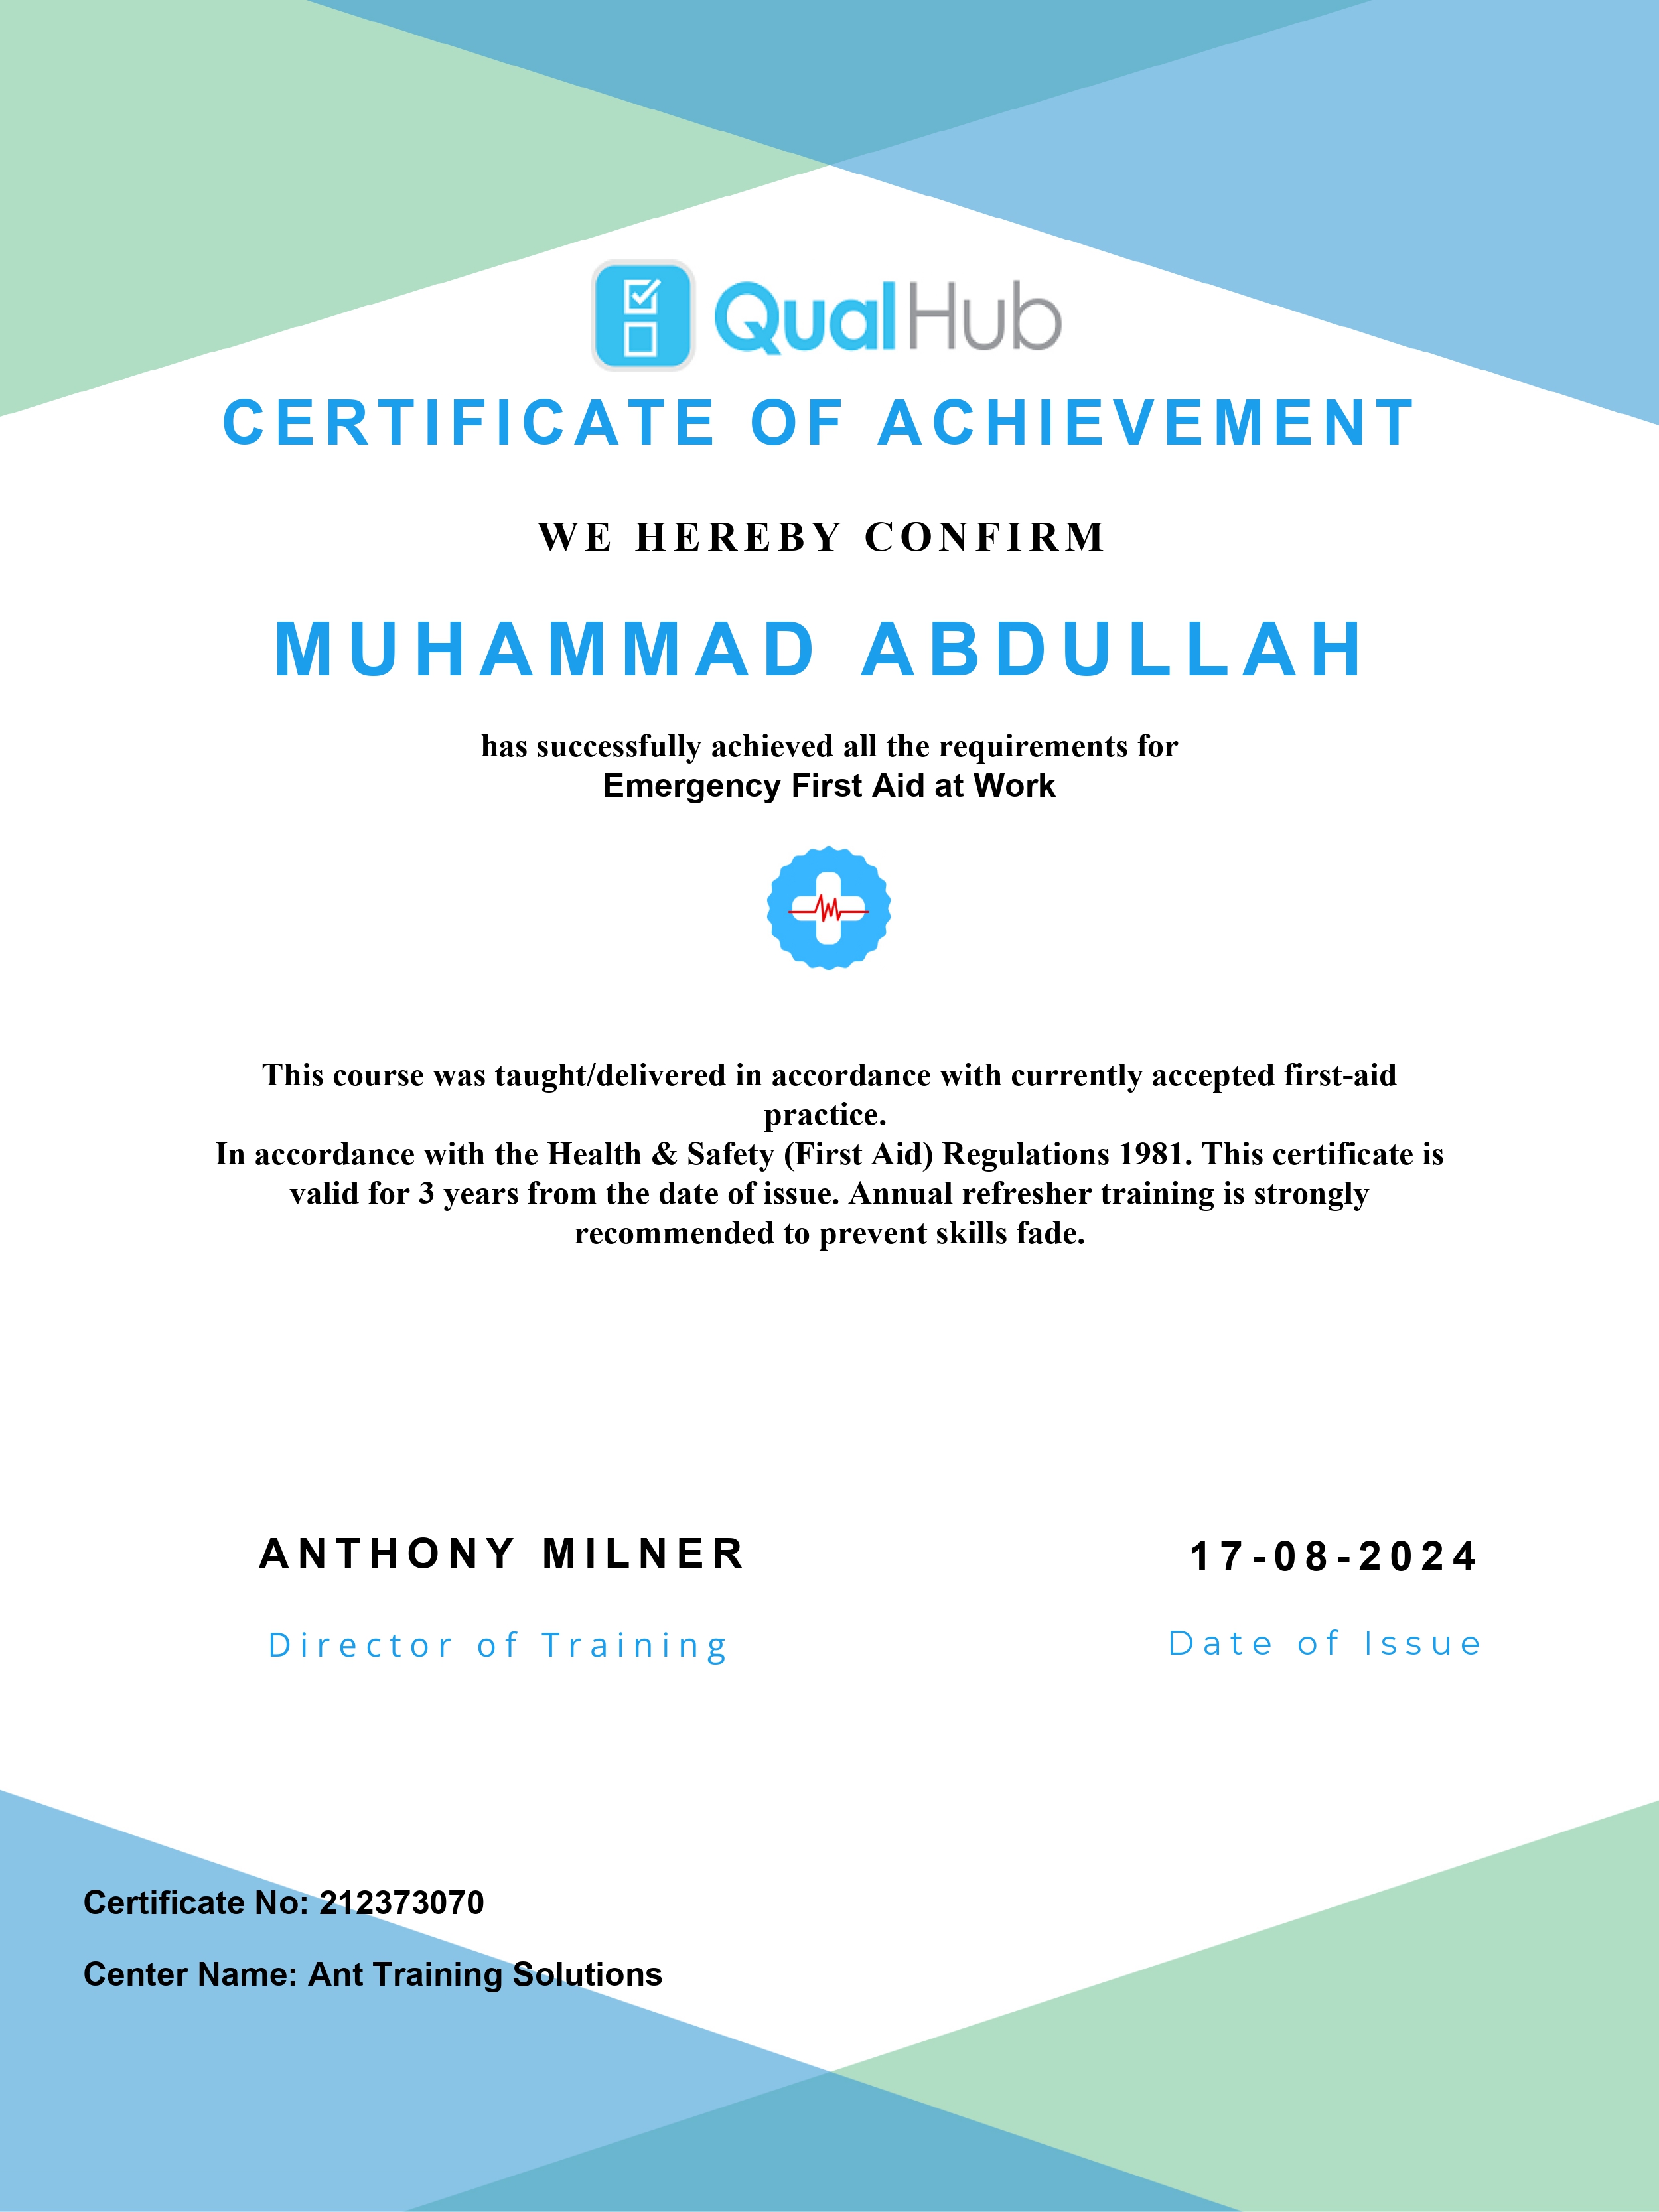 QualHub
CERTIFICATE OF ACHIEVEMENT
WE HEREBY CONFIRM
MUHAMMAD ABDULLAH
has successfully achieved all the requirements for
Emergency First Aid at Work
This course was taught/delivered in accordance with currently accepted first-aid
practice.
In accordance with the Health & Safety (First Aid) Regulations 1981. This certificate is
valid for 3 years from the date of issue. Annual refresher training is strongly
recommended to prevent skills fade.
ANTHONY MILNER
Director of Training
17-08-2024
Date of Issue
Certificate No: 212373070
Center Name: Ant Training Solutions